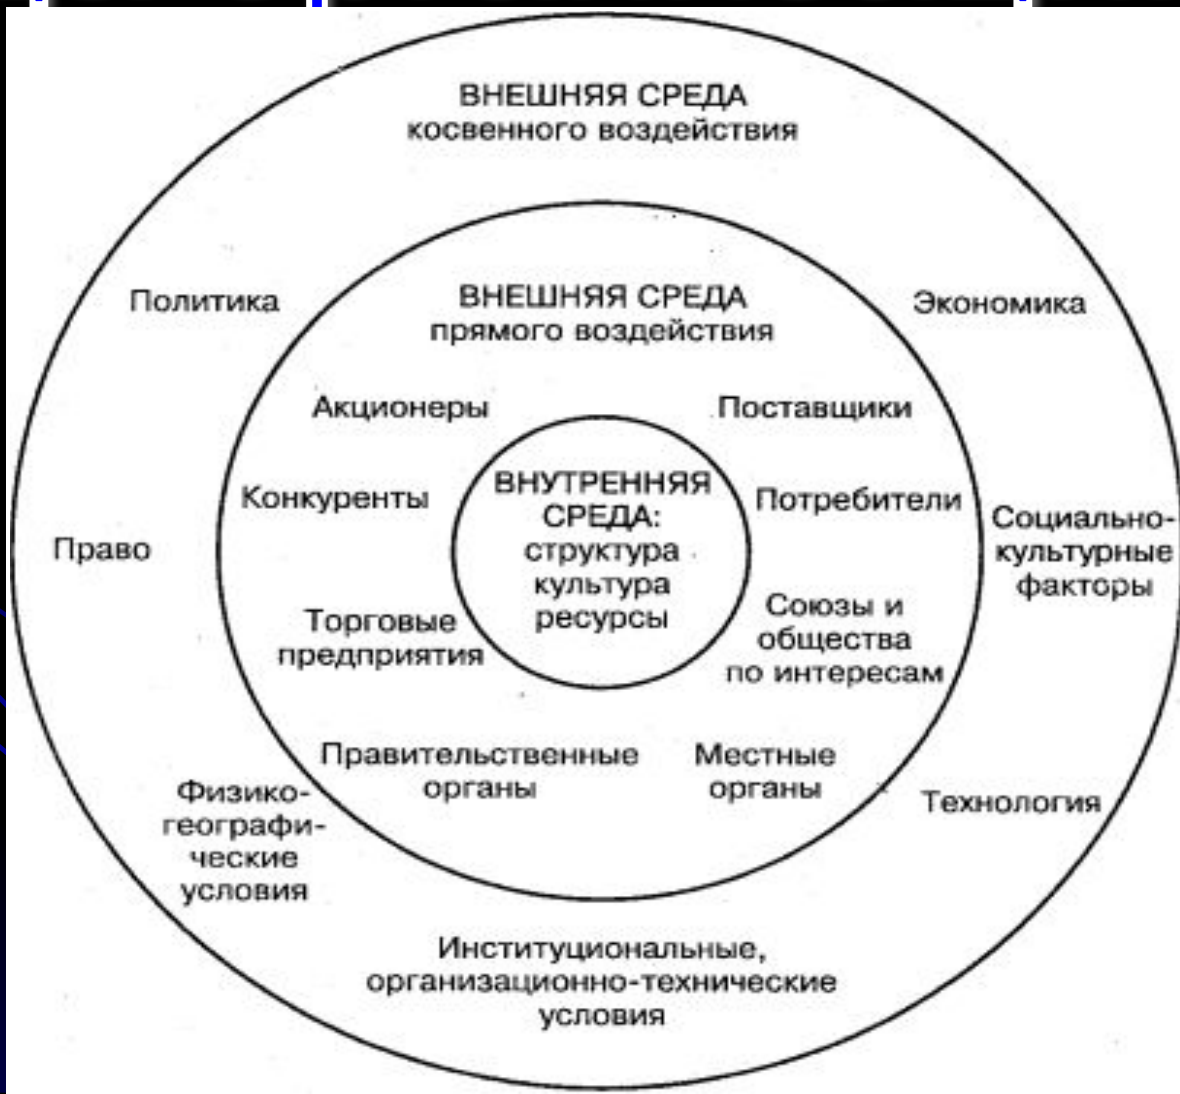 ВНЕШНЯЯ СРЕДА
косвенного воздействия
Политика
Экономика
ВНЕШНЯЯ СРЕДА
прямого воздействия
Акционеры
Поставщики
Конкуренты
Потребители
ВНУТРЕННЯЯ
СРЕДА:
структура
культура
ресурсы
Право
Социально-
культурные
факторы
Торговые
предприятия
Союзы и
общества
по интересам
Правительственные
органы
Местные
органы
Физико-
географи-
ческие
условия
Технология
Институциональные,
организационно-технические
условия